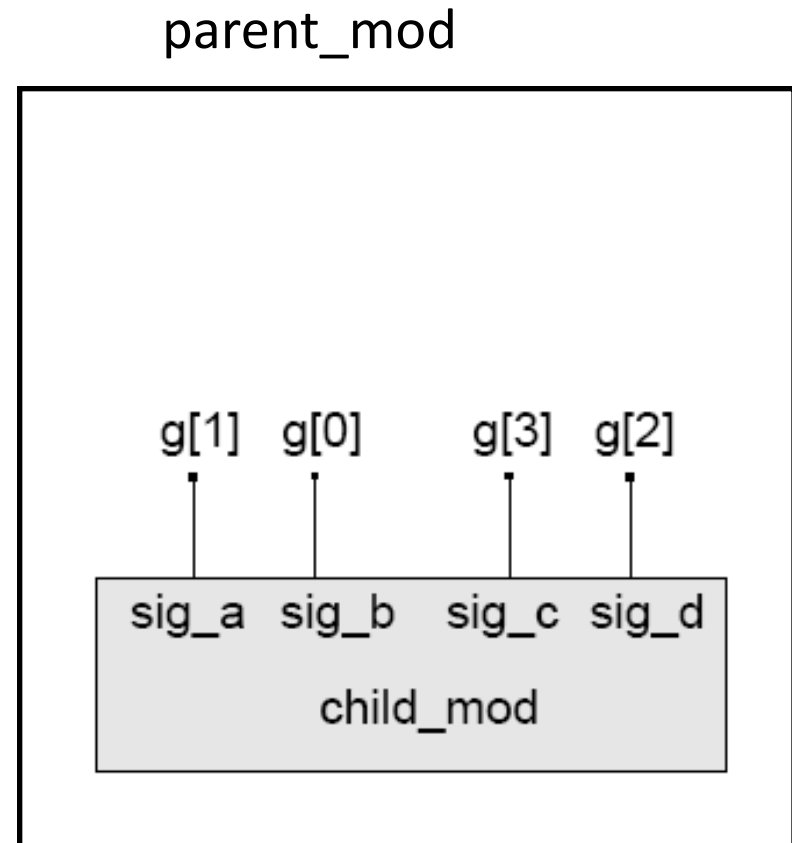 parent_mod
g[1] g[0] g[3] g[2]
sig_a sig_b sig_c sig_d
child_mod